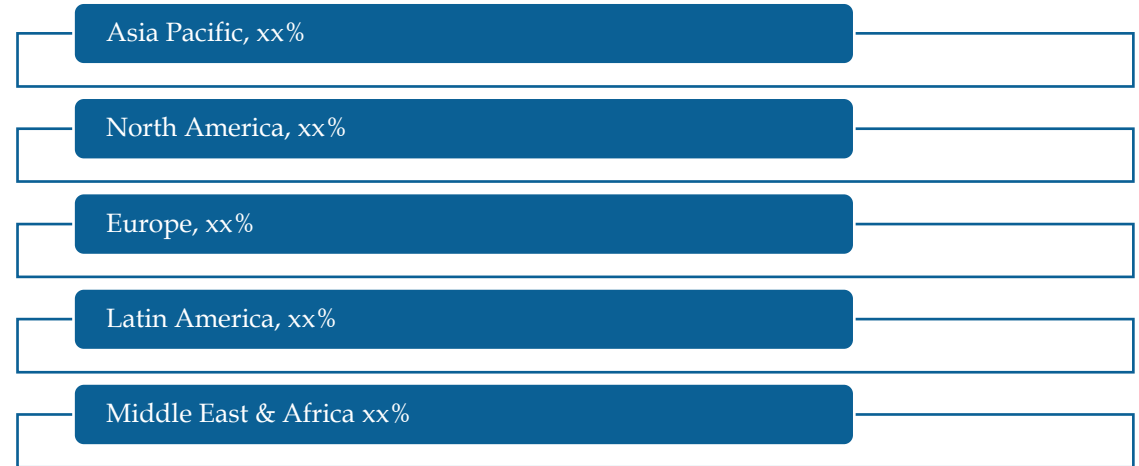 Asia Pacific, xx%
North America, xx%
Europe, xx%
Latin America, xx%
Middle East & Africa xx%